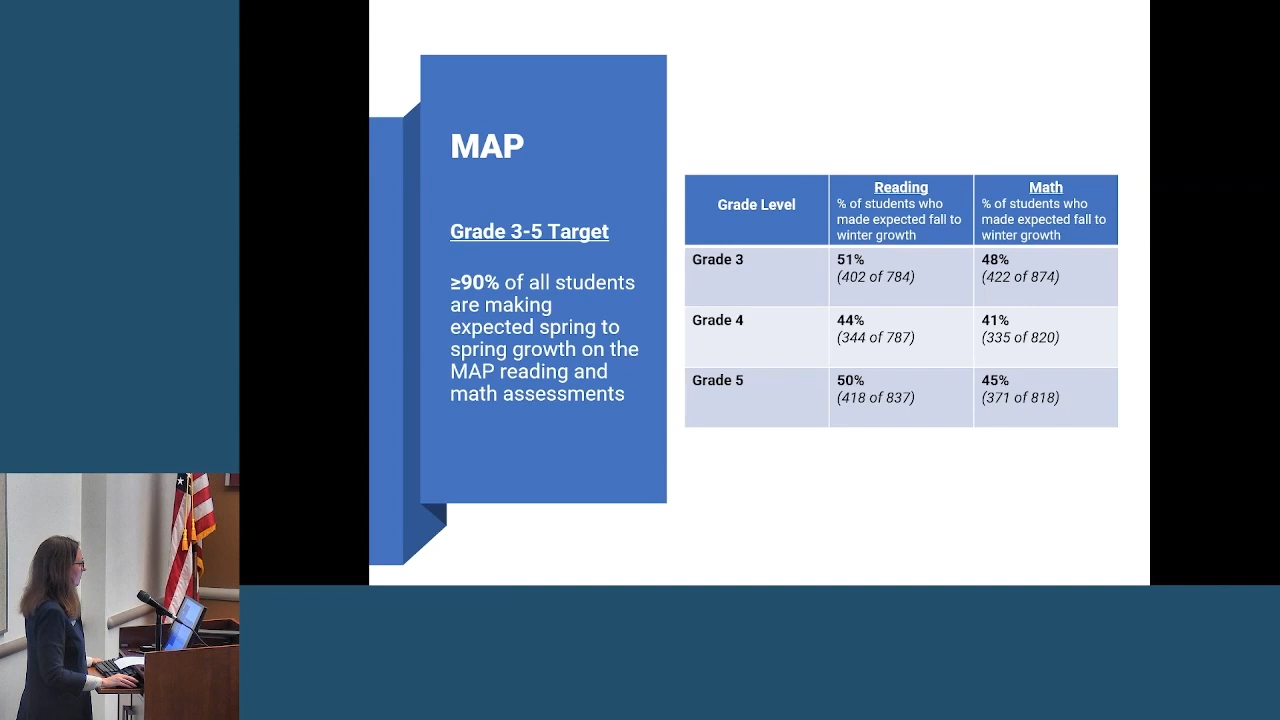 MAP
Grade 3-5 Target
≥90% of all students
are making
expected spring to
spring growth on the
MAP reading and
math assessments
Grade Level
Reading
% of students who
made expected fall to
winter growth
Math
% of students who
made expected fall to
winter growth
Grade 3
51%
(402 of 784)
48%
(422 of 874)
Grade 4
44%
(344 of 787)
41%
(335 of 820)
Grade 5
50%
(418 of 837)
45%
(371 of 818)